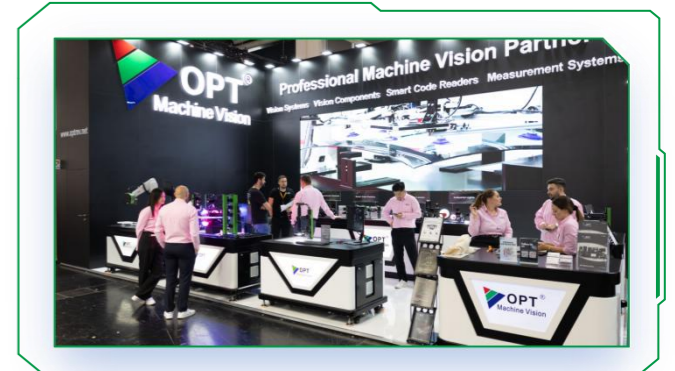 OPT®
Machine Vision
Professional Machine Vision Partner
Vision Systems Vision Components Smart Code Readers Measurement Systems
www.optmv.net
OPT
OPT
OPT®
Machine Vision